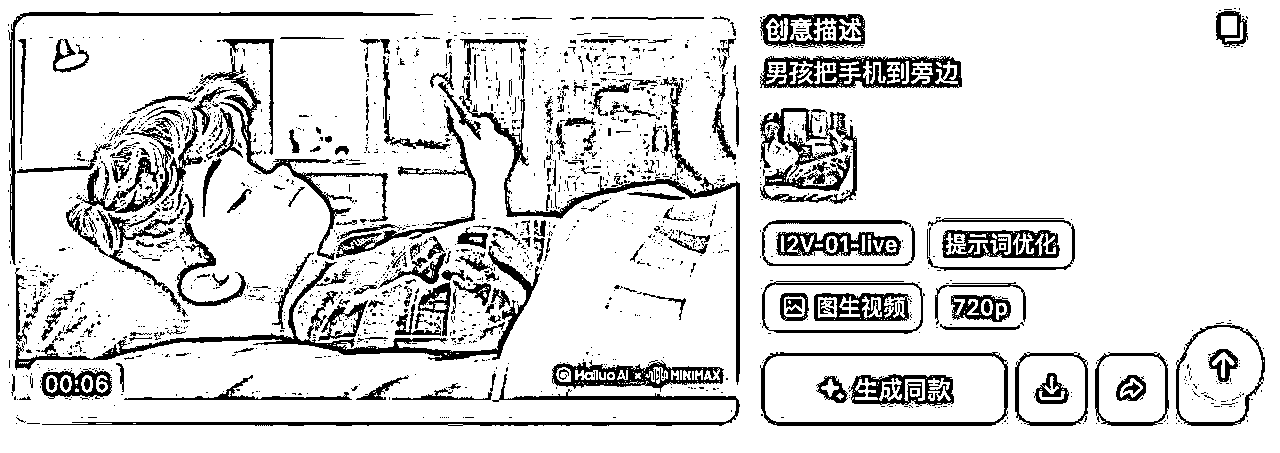 创意描述
男孩把手机到旁边
I2V-01-live
提示词优化
图生视频
720p
00:06
Hailuo AI × MINIMAX
生成同款